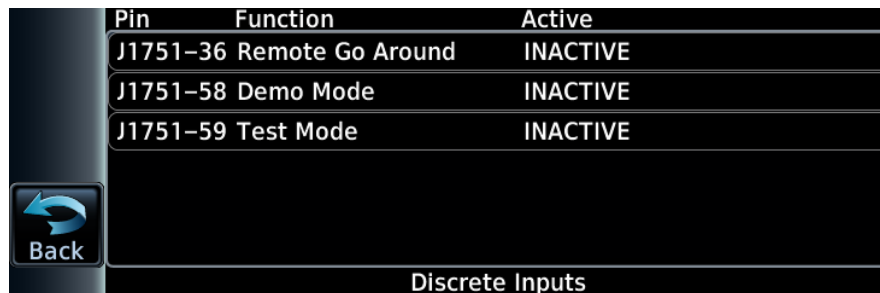 Pin Function Active
J1751–36 Remote Go Around INACTIVE
J1751–58 Demo Mode INACTIVE
J1751–59 Test Mode INACTIVE
Back
Discrete Inputs